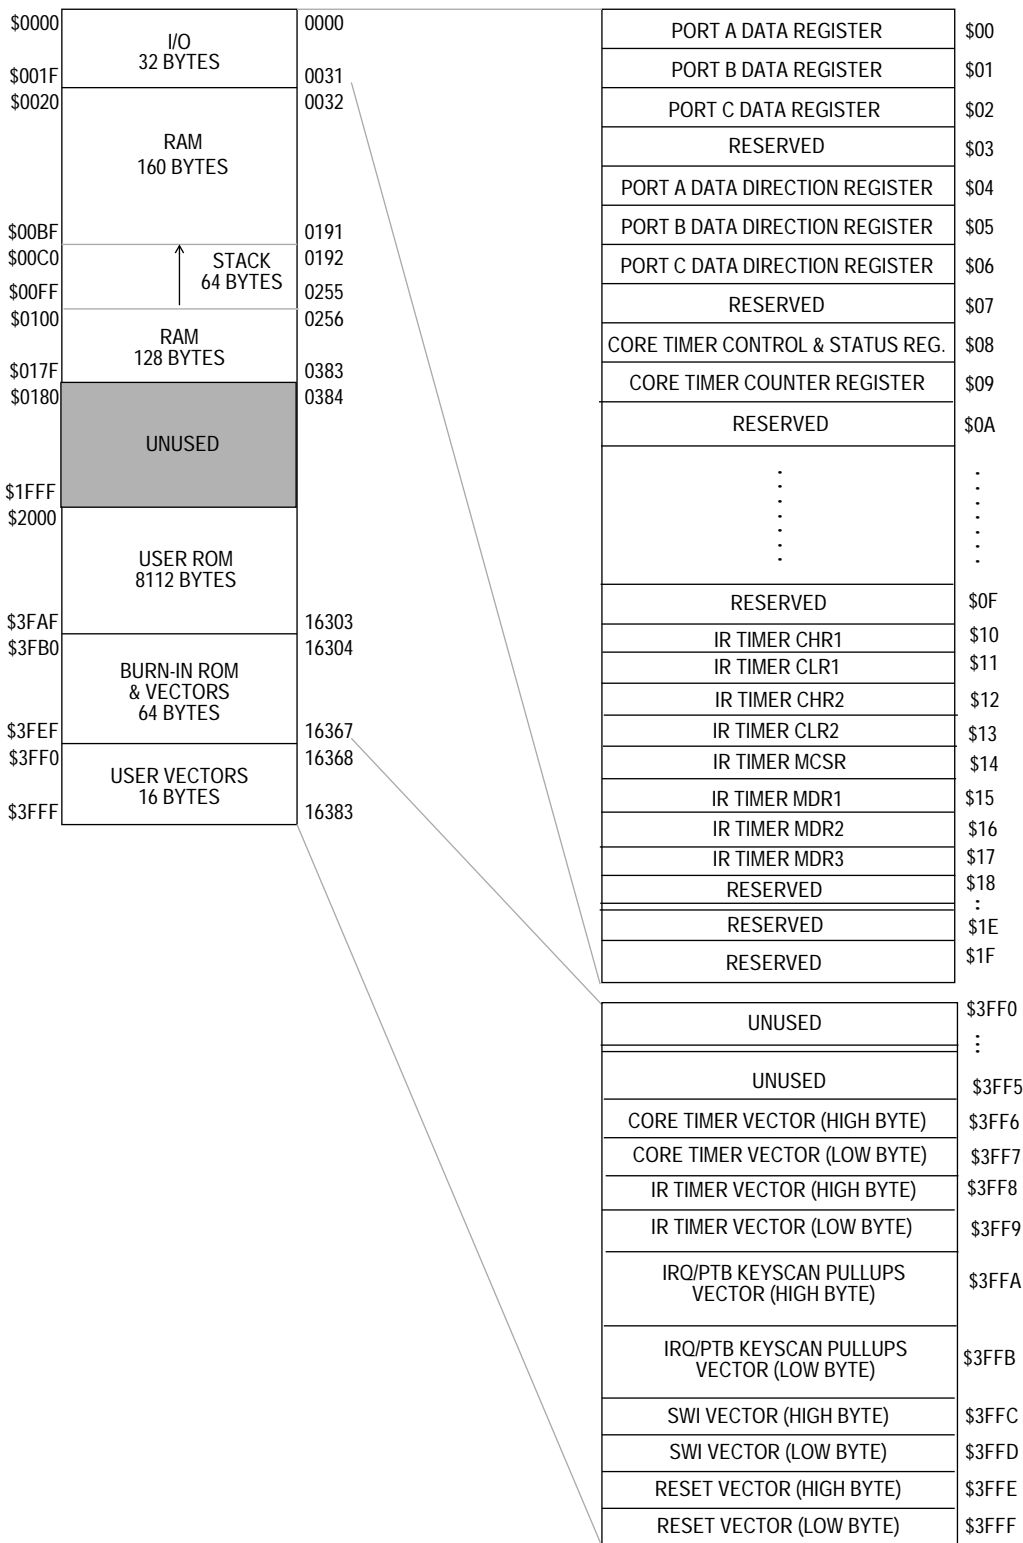 $0000
0000
I/O
32 BYTES
$001F
0031
$0020
0032
RAM
160 BYTES
$00BF
0191
$00C0
0192
STACK
64 BYTES
$00FF
0255
$0100
0256
RAM
128 BYTES
$017F
0383
$0180
0384
UNUSED
$1FFF
$2000
USER ROM
8112 BYTES
$3FAF
16303
$3FB0
16304
BURN-IN ROM
& VECTORS
64 BYTES
$3FEF
16367
$3FF0
16368
USER VECTORS
16 BYTES
$3FFF
16383
PORT A DATA REGISTER $00
PORT B DATA REGISTER $01
PORT C DATA REGISTER $02
RESERVED $03
PORT A DATA DIRECTION REGISTER $04
PORT B DATA DIRECTION REGISTER $05
PORT C DATA DIRECTION REGISTER $06
RESERVED $07
CORE TIMER CONTROL & STATUS REG. $08
CORE TIMER COUNTER REGISTER $09
RESERVED $0A
RESERVED $0F
IR TIMER CHR1 $10
IR TIMER CLR1 $11
IR TIMER CHR2 $12
IR TIMER CLR2 $13
IR TIMER MCSR $14
IR TIMER MDR1 $15
IR TIMER MDR2 $16
IR TIMER MDR3 $17
RESERVED $18
RESERVED $1E
RESERVED $1F
UNUSED $3FF0
UNUSED $3FF5
CORE TIMER VECTOR (HIGH BYTE) $3FF6
CORE TIMER VECTOR (LOW BYTE) $3FF7
IR TIMER VECTOR (HIGH BYTE) $3FF8
IR TIMER VECTOR (LOW BYTE) $3FF9
IRQ/PTB KEYSCAN PULLUPS
VECTOR (HIGH BYTE) $3FFA
IRQ/PTB KEYSCAN PULLUPS
VECTOR (LOW BYTE) $3FFB
SWI VECTOR (HIGH BYTE) $3FFC
SWI VECTOR (LOW BYTE) $3FFD
RESET VECTOR (HIGH BYTE) $3FFE
RESET VECTOR (LOW BYTE) $3FFF